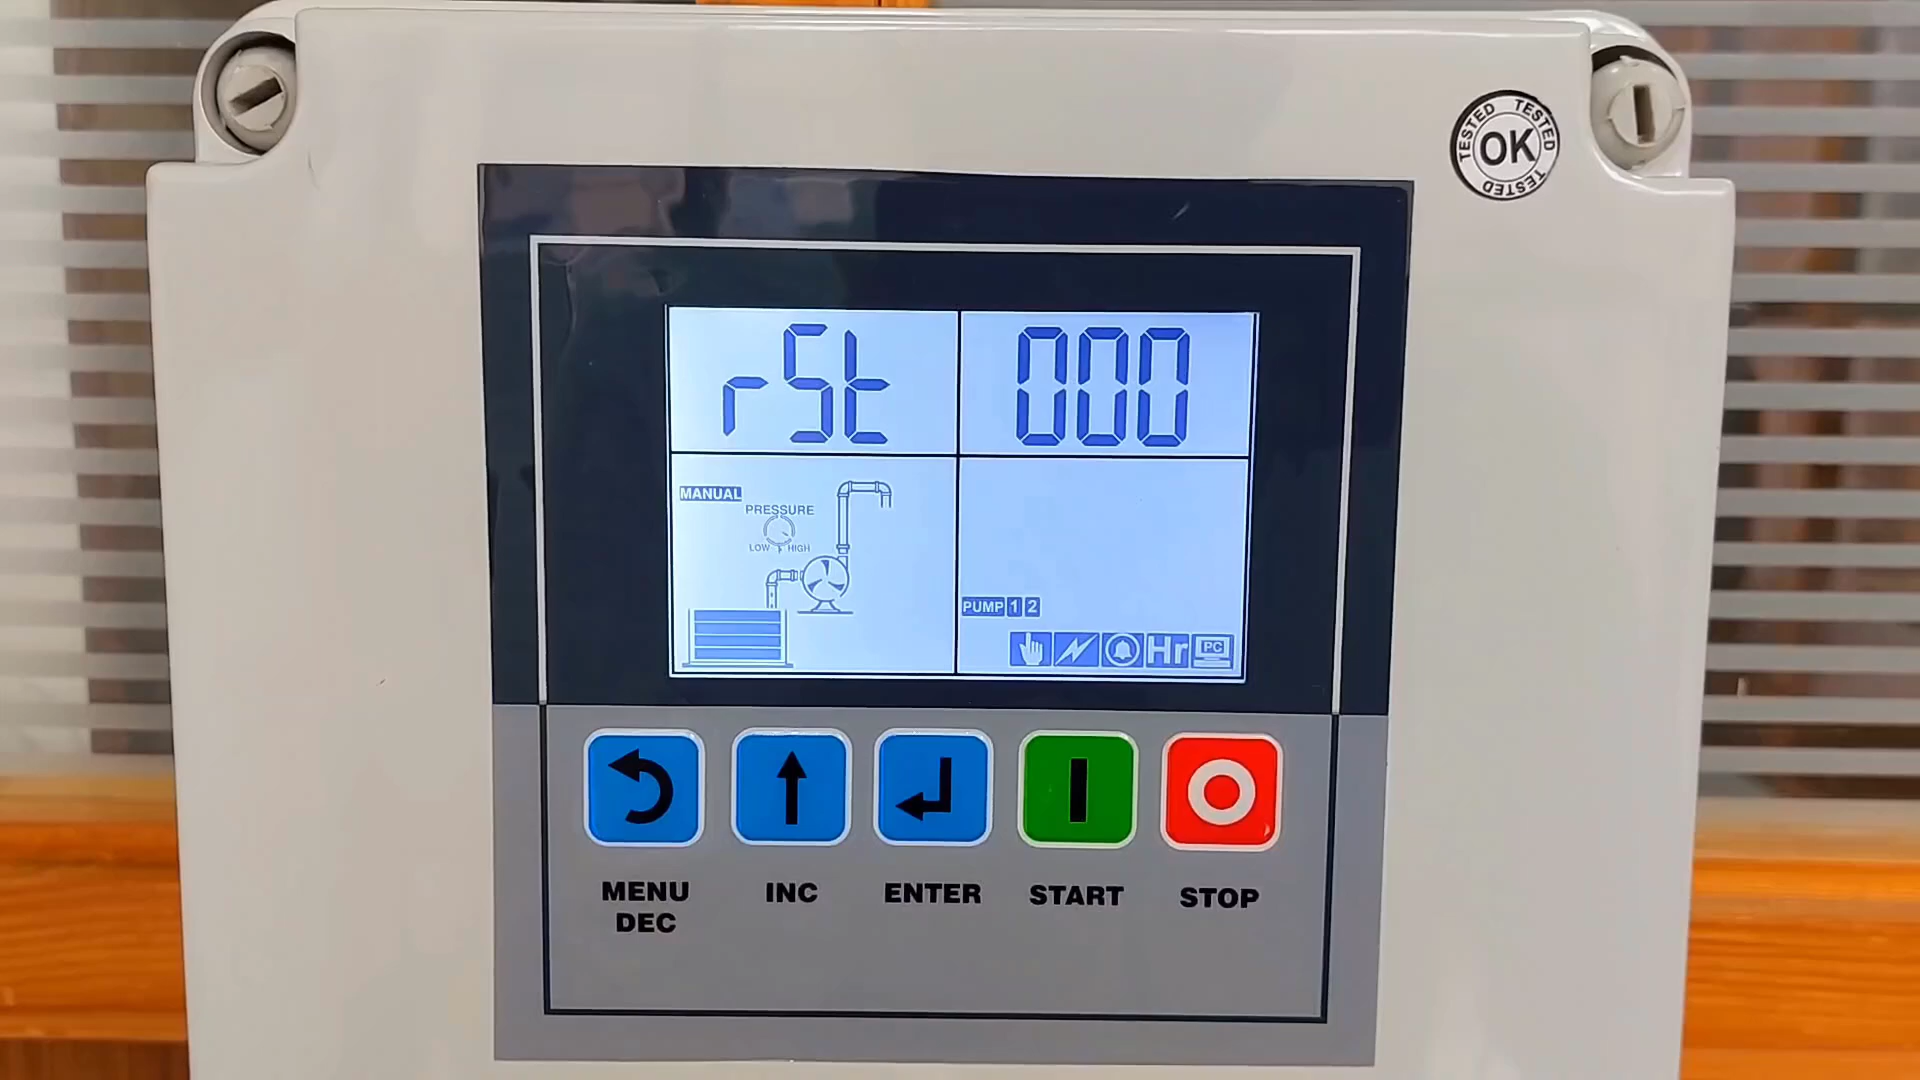 TESTED TESTED TESTED
OK
rSt 000
MANUAL
PRESSURE
LOW HIGH
PUMP 1 2
Hr PC
MENU DEC
INC
ENTER
START
STOP